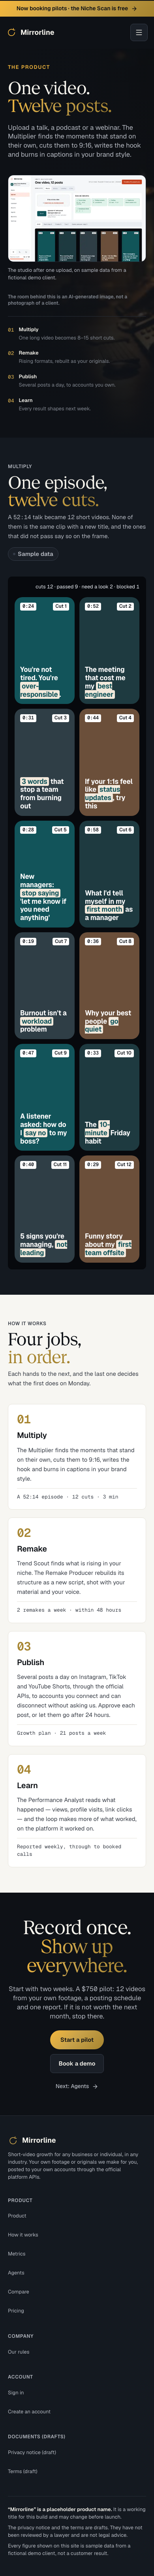 Now booking pilots · the Niche Scan is free →
Mirrorline
THE PRODUCT
One video.
Twelve posts.
Upload a talk, a podcast or a webinar. The
Multiplier finds the moments that stand
on their own, cuts them to 9:16, writes the hook
and burns in captions in your brand style.
The studio after one upload, on sample data from a
fictional demo client.
The room behind this is an AI-generated image, not a
photograph of a client.
01 Multiply
One long video becomes 8–15 short cuts.
02 Remake
Rising formats, rebuilt as your originals.
03 Publish
Several posts a day, to accounts you own.
04 Learn
Every result shapes next week.
MULTIPLY
One episode,
twelve cuts.
A 52:14 talk became 12 short videos. None of
them is the same clip with a new title, and the ones
that did not pass say so on the frame.
Sample data
cuts 12 · passed 9 · need a look 2 · blocked 1
0:24 Cut 1
You're not
tired. You're
over-
responsible.
0:52 Cut 2
The meeting
that cost me
my best
engineer
0:31 Cut 3
3 words that
stop a team
from burning
out
0:44 Cut 4
If your 1:1s feel
like status
updates, try
this
0:28 Cut 5
New
managers:
stop saying
'let me know if
you need
anything'
0:58 Cut 6
What I'd tell
myself in my
first month as
a manager
0:19 Cut 7
Burnout isn't a
workload
problem
0:36 Cut 8
Why your best
people go
quiet
0:47 Cut 9
A listener
asked: how do
I say no to my
boss?
0:33 Cut 10
The 10-
minute Friday
habit
0:40 Cut 11
5 signs you're
managing, not
leading
0:29 Cut 12
Funny story
about my first
team offsite
HOW IT WORKS
Four jobs,
in order.
Each hands to the next, and the last one decides
what the first does on Monday.
01
Multiply
The Multiplier finds the moments that stand
on their own, cuts them to 9:16, writes the
hook and burns in captions in your brand
style.
A 52:14 episode · 12 cuts · 3 min
02
Remake
Trend Scout finds what is rising in your
niche. The Remake Producer rebuilds its
structure as a new script, shot with your
material and your voice.
2 remakes a week · within 48 hours
03
Publish
Several posts a day on Instagram, TikTok
and YouTube Shorts, through the official
APIs, to accounts you connect and can
disconnect without asking us. Approve each
post, or let them go after 24 hours.
Growth plan · 21 posts a week
04
Learn
The Performance Analyst reads what
happened — views, profile visits, link clicks
— and the loop makes more of what worked,
on the platform it worked on.
Reported weekly, through to booked
calls
Record once.
Show up
everywhere.
Start with two weeks. A $750 pilot: 12 videos
from your own footage, a posting schedule
and one report. If it is not worth the next
month, stop there.
Start a pilot
Book a demo
Next: Agents →
Mirrorline
Short-video growth for any business or individual, in any
industry. Your own footage or originals we make for you,
posted to your own accounts through the official
platform APIs.
PRODUCT
Product
How it works
Metrics
Agents
Compare
Pricing
COMPANY
Our rules
ACCOUNT
Sign in
Create an account
DOCUMENTS (DRAFTS)
Privacy notice (draft)
Terms (draft)
"Mirrorline" is a placeholder product name. It is a working
title for this build and may change before launch.
The privacy notice and the terms are drafts. They have not
been reviewed by a lawyer and are not legal advice.
Every figure shown on this site is sample data from a
fictional demo client, not a customer result.